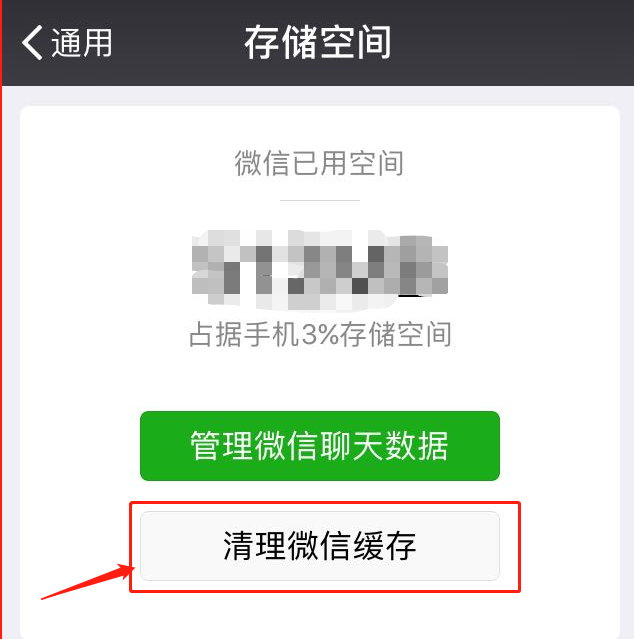 通用
存储空间
微信已用空间
占据手机3%存储空间
管理微信聊天数据
清理微信缓存